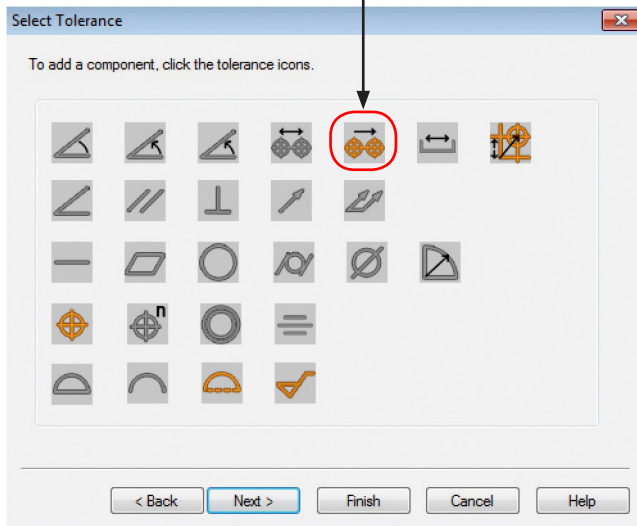 Select Tolerance
To add a component, click the tolerance icons.
n
< Back Next > Finish Cancel Help